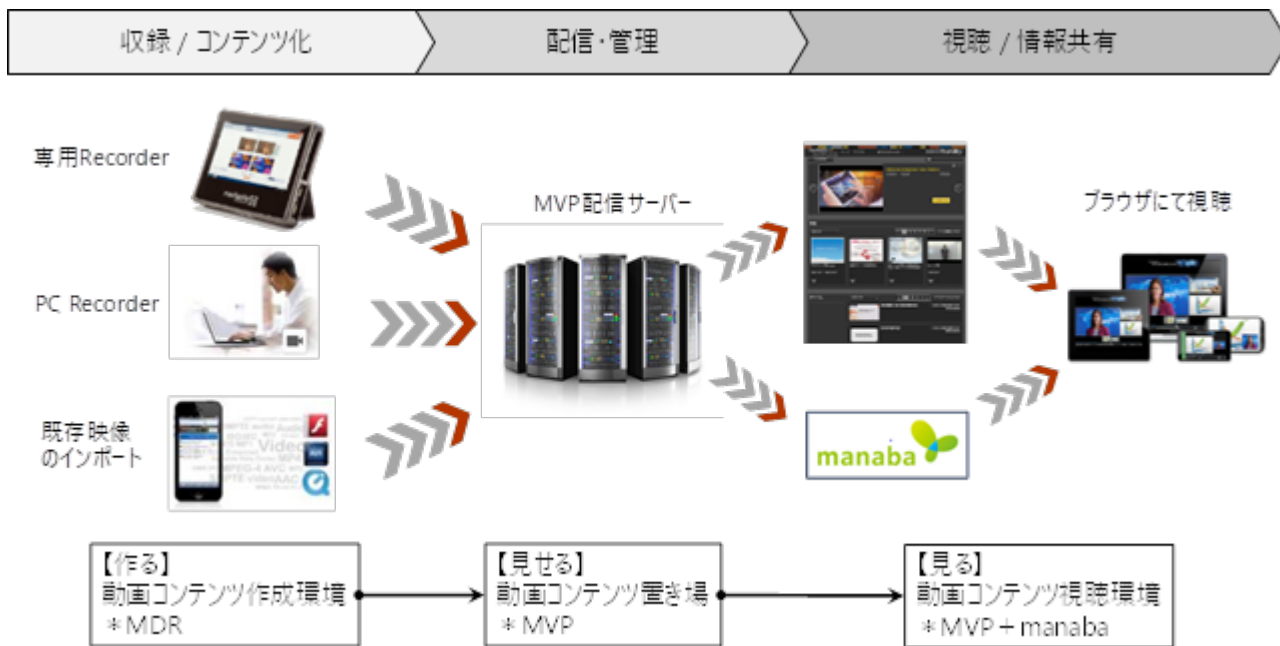 収録 / コンテンツ化
配信・管理
視聴 / 情報共有
専用Recorder
MVP配信サーバー
ブラウザにて視聴
PC Recorder
既存映像
のインポート
Video
manaba
【作る】
動画コンテンツ作成環境
＊MDR
【見せる】
動画コンテンツ置き場
＊MVP
【見る】
動画コンテンツ視聴環境
＊MVP＋manaba